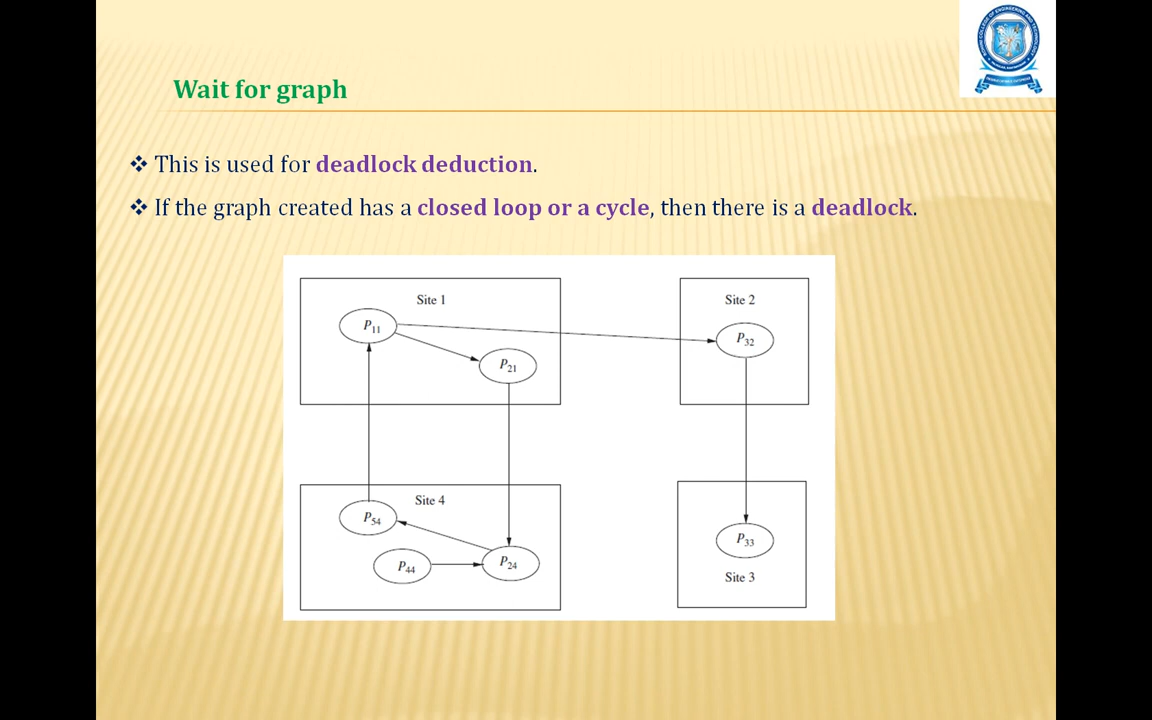 Wait for graph
❖ This is used for deadlock deduction.
❖ If the graph created has a closed loop or a cycle, then there is a deadlock.
Site 1
Site 2
P11
P32
P21
Site 4
P54
P44
P24
P33
Site 3